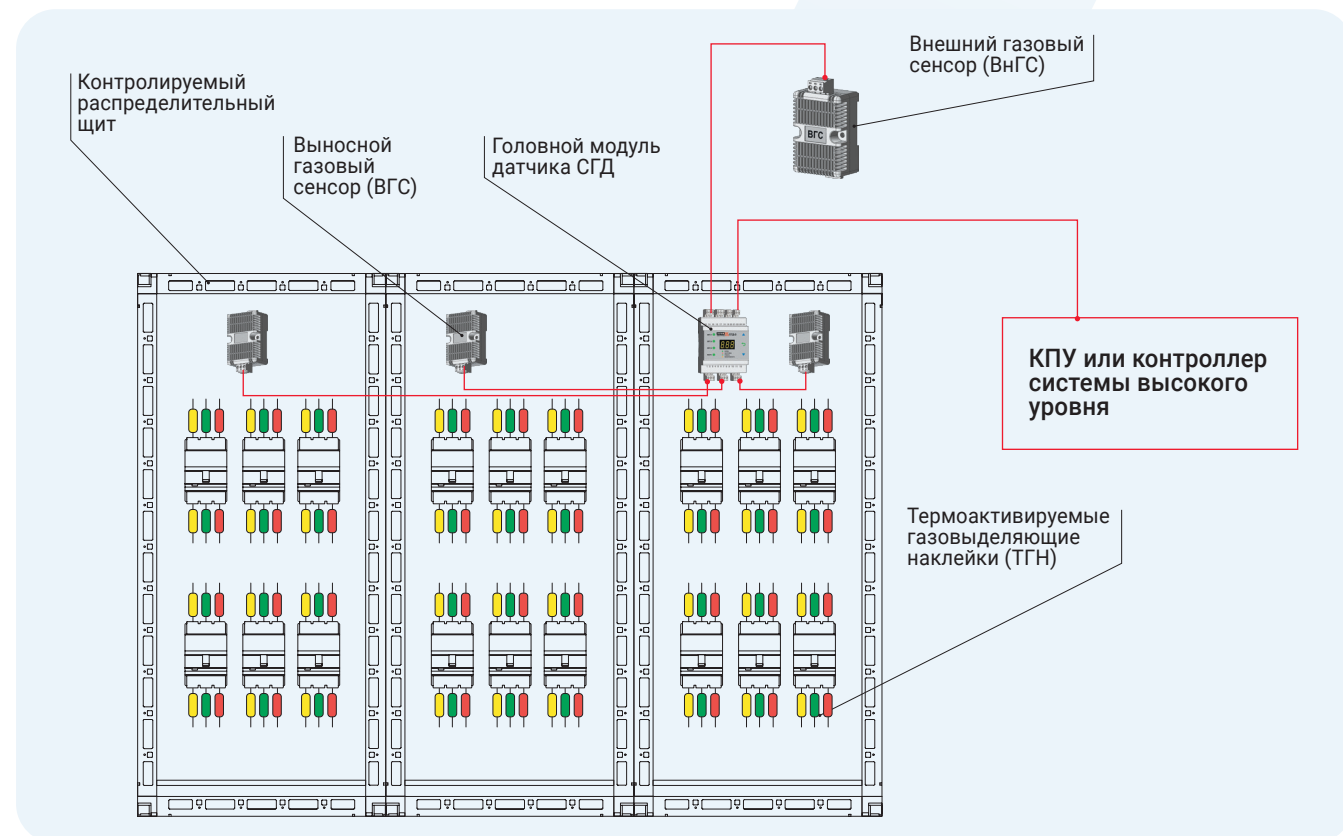 Внешний газовый
сенсор (ВнГС)
Контролируемый
распределительный
щит
Выносной
газовый
сенсор (ВГС)
Головной модуль
датчика СГД
ВГС
КПУ или контроллер
системы высокого
уровня
Термоактивируемые
газовыделяющие
наклейки (ТГН)